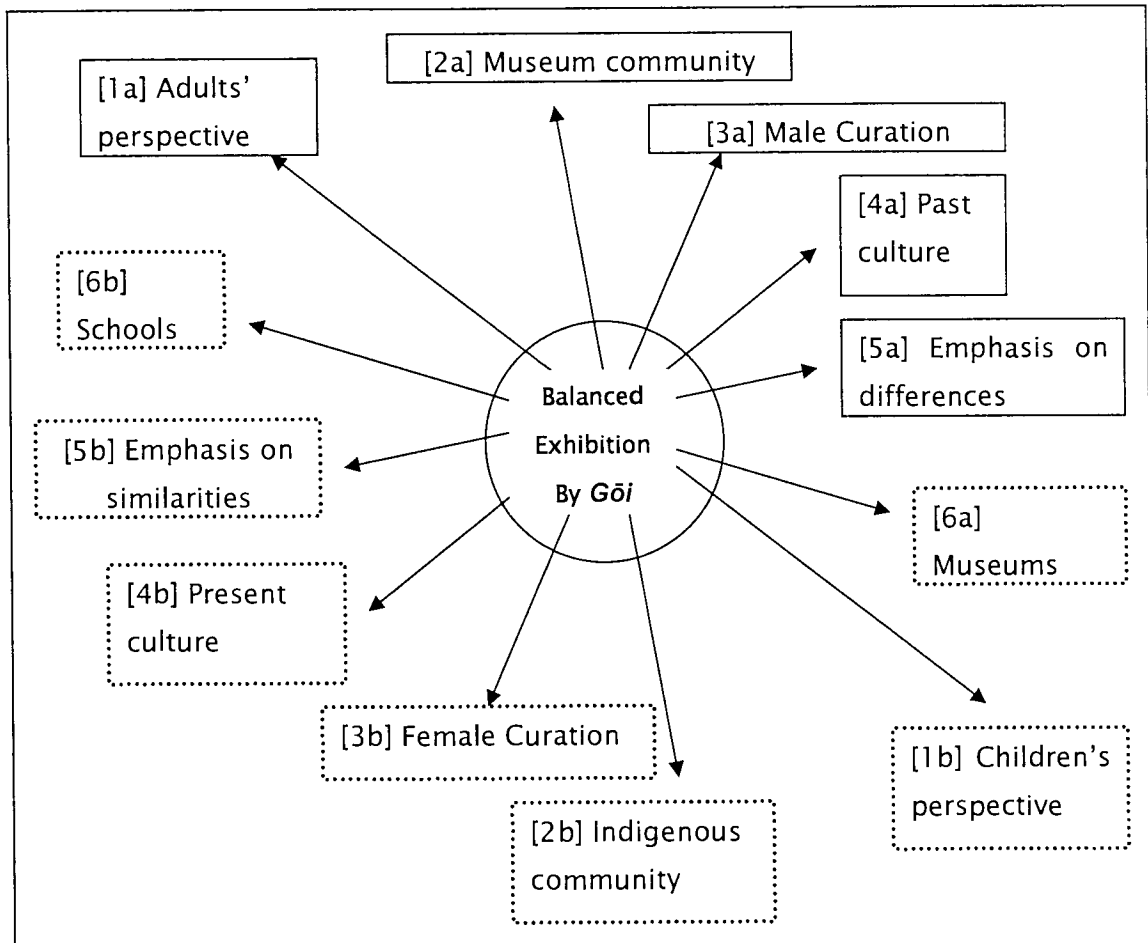 [2a] Museum community
[1a] Adults'
perspective
[3a] Male Curation
[4a] Past
culture
[6b]
Schools
[5a] Emphasis on
differences
Balanced
Exhibition
By Gōi
[5b] Emphasis on
similarities
[6a]
Museums
[4b] Present
culture
[3b] Female Curation
[1b] Children's
perspective
[2b] Indigenous
community